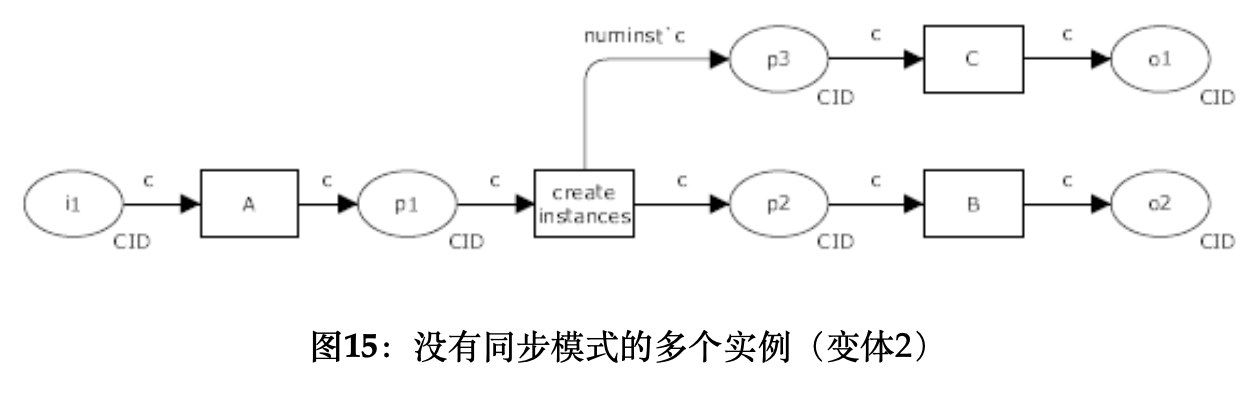 numinst`c
p3
c
C
c
o1
CID
CID
i1
c
A
c
p1
c
create
instances
c
p2
c
B
c
o2
CID
CID
CID
CID
图15：没有同步模式的多个实例（变体2）